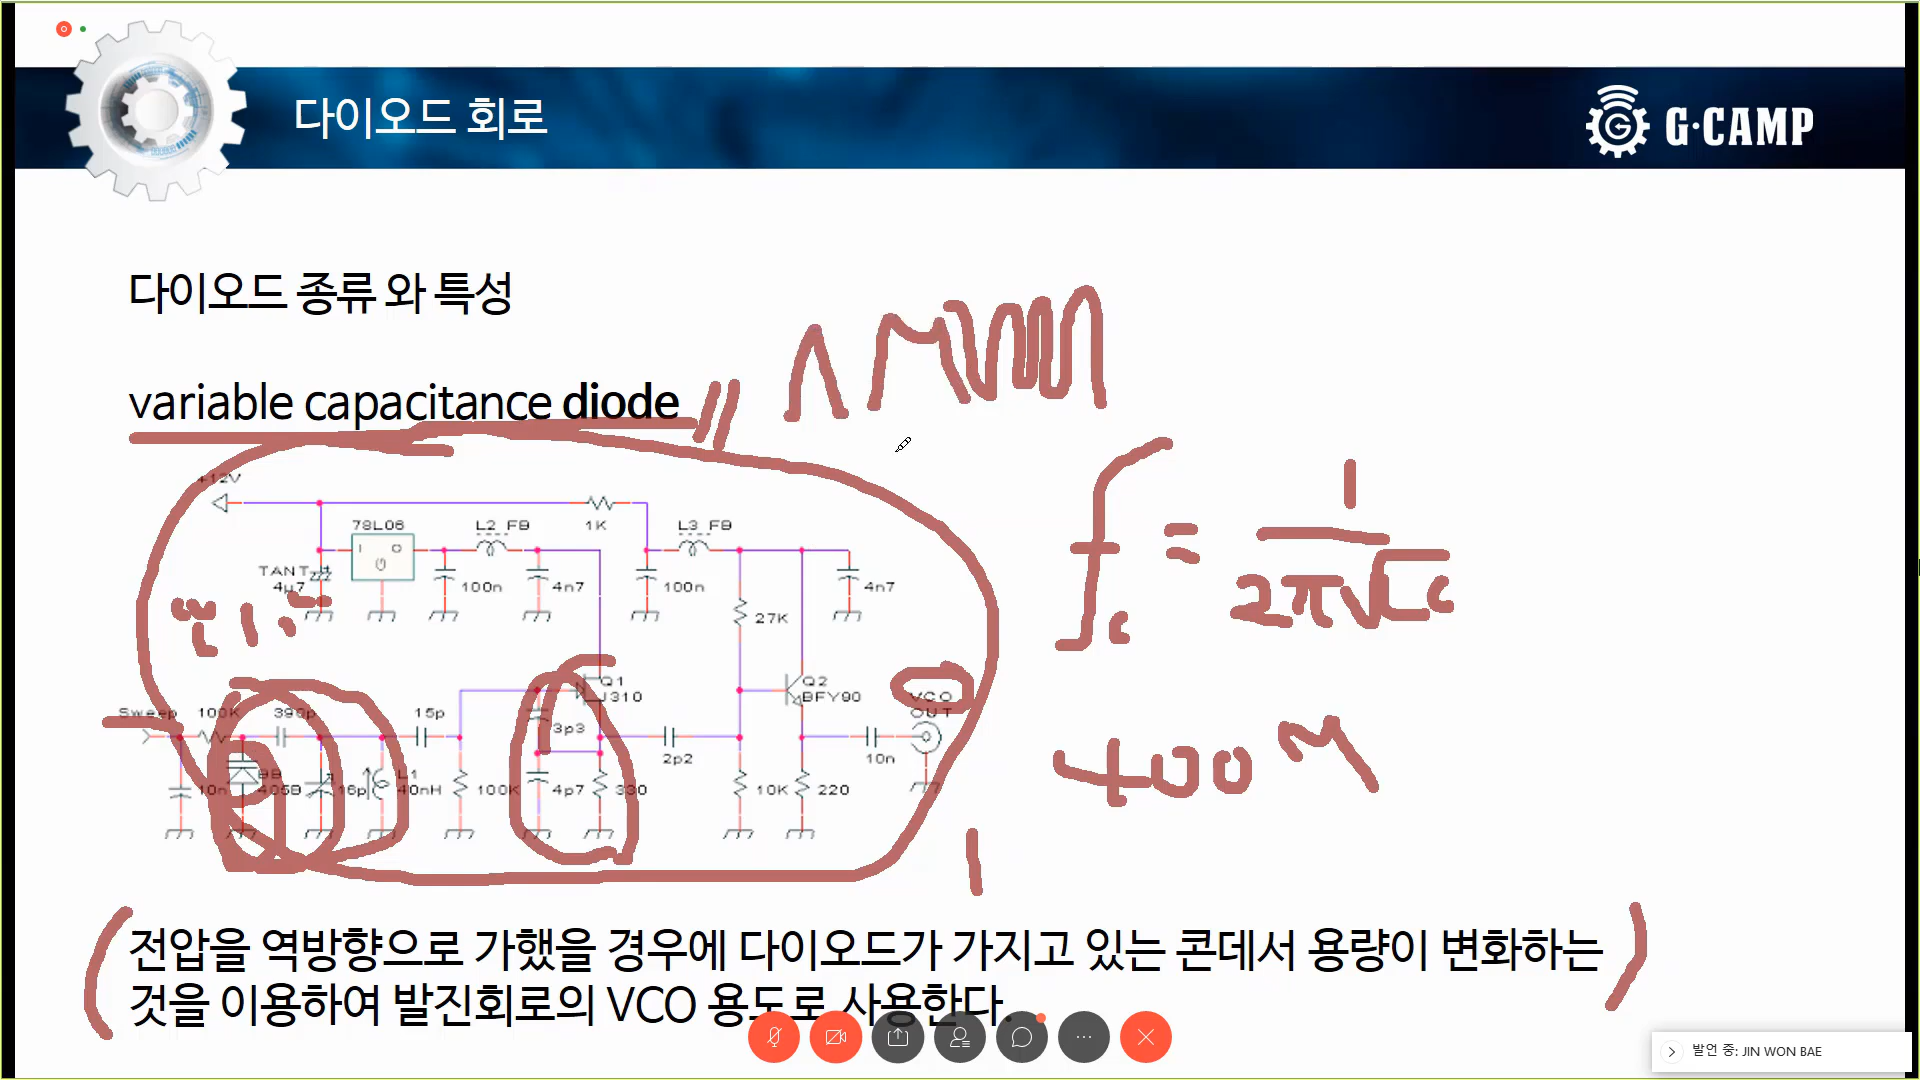 다이오드 회로
G·CAMP
다이오드 종류 와 특성
variable capacitance diode
+12V
78L06
I O
G
L2 FB
1K
L3 FB
TANT
4µ7
100n
4n7
100n
4n7
27K
Q1
J310
Q2
BFY90
VCO
OUT
Sweep
100K
390p
15p
3p3
2p2
10n
10n
BB
405B
16p
L1
40nH
100K
4p7
330
10K
220
fc = 1
2π√LC
400M
전압을 역방향으로 가했을 경우에 다이오드가 가지고 있는 콘데서 용량이 변화하는
것을 이용하여 발진회로의 VCO 용도로 사용한다.
발언 중: JIN WON BAE